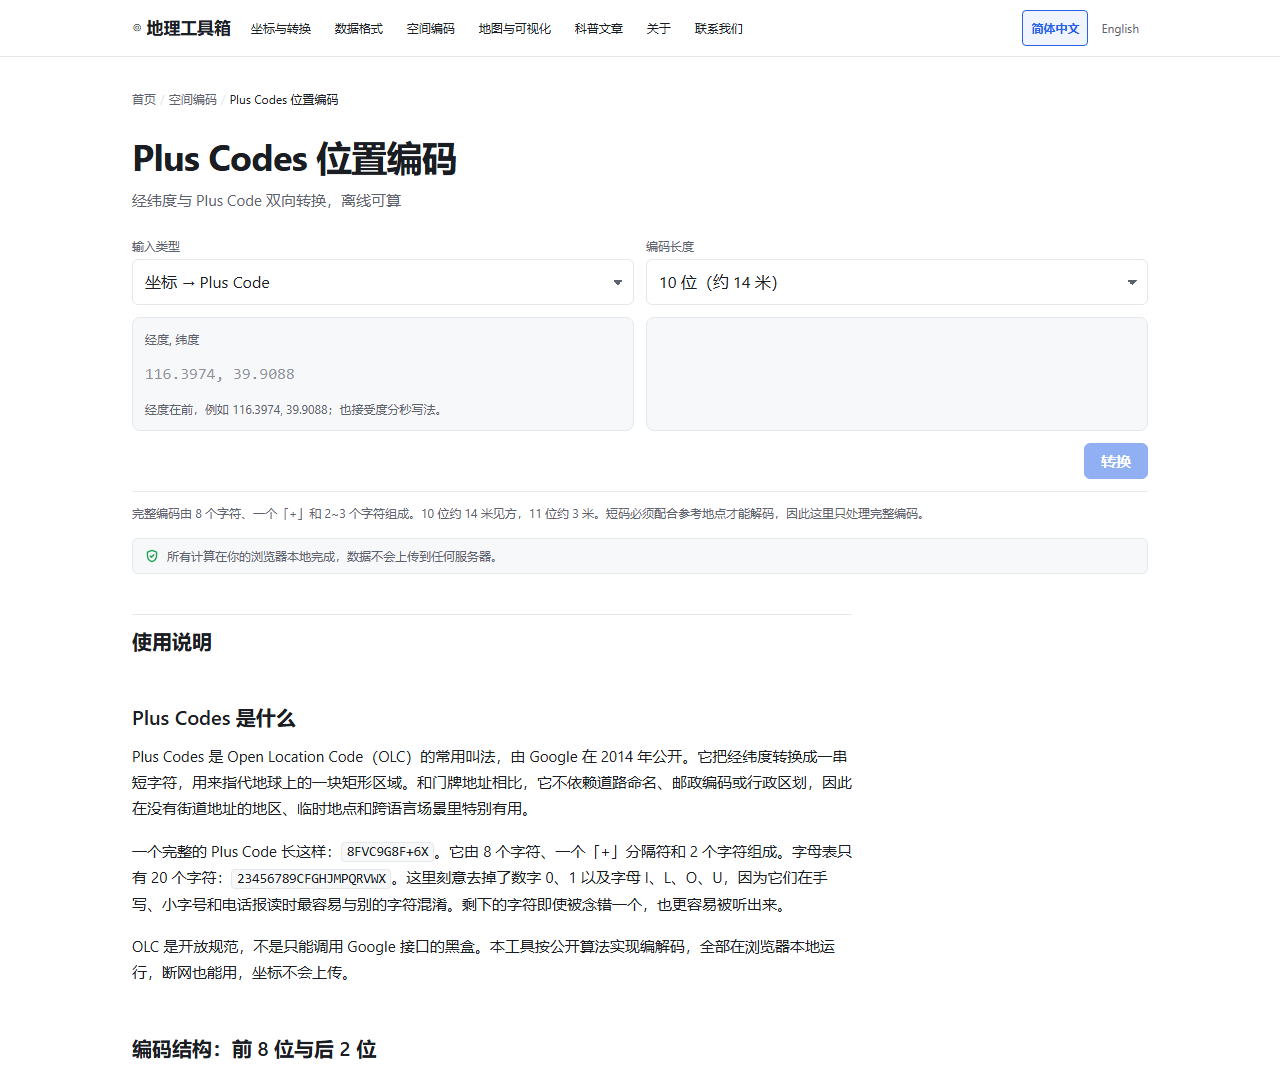 地理工具箱 坐标与转换 数据格式 空间编码 地图与可视化 科普文章 关于 联系我们 简体中文 English
首页 / 空间编码 / Plus Codes 位置编码
Plus Codes 位置编码
经纬度与 Plus Code 双向转换，离线可算
输入类型 编码长度
坐标 → Plus Code 10 位（约 14 米）
经度, 纬度
116.3974, 39.9088
经度在前，例如 116.3974, 39.9088；也接受度分秒写法。
转换
完整编码由 8 个字符、一个「+」和 2~3 个字符组成。10 位约 14 米见方，11 位约 3 米。短码必须配合参考地点才能解码，因此这里只处理完整编码。
所有计算在你的浏览器本地完成，数据不会上传到任何服务器。
使用说明
Plus Codes 是什么
Plus Codes 是 Open Location Code（OLC）的常用叫法，由 Google 在 2014 年公开。它把经纬度转换成一串
短字符，用来指代地球上的一块矩形区域。和门牌地址相比，它不依赖道路命名、邮政编码或行政区划，因此
在没有街道地址的地区、临时地点和跨语言场景里特别有用。
一个完整的 Plus Code 长这样：8FVC9G8F+6X。它由 8 个字符、一个「+」分隔符和 2 个字符组成。字母表只
有 20 个字符：23456789CFGHJMPQRVWX。这里刻意去掉了数字 0、1 以及字母 I、L、O、U，因为它们在手
写、小字号和电话报读时最容易与别的字符混淆。剩下的字符即使被念错一个，也更容易被听出来。
OLC 是开放规范，不是只能调用 Google 接口的黑盒。本工具按公开算法实现编解码，全部在浏览器本地运
行，断网也能用，坐标不会上传。
编码结构：前 8 位与后 2 位